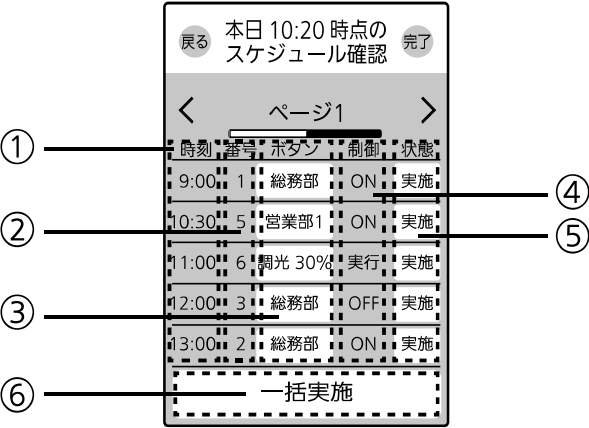 戻る
本日 10:20 時点の
スケジュール確認
完了
ページ1
時刻 番号 ボタン 制御 状態
9:00 1 総務部 ON 実施
10:30 5 営業部1 ON 実施
11:00 6 調光 30% 実行 実施
12:00 3 総務部 OFF 実施
13:00 2 総務部 ON 実施
一括実施
①
②
③
④
⑤
⑥